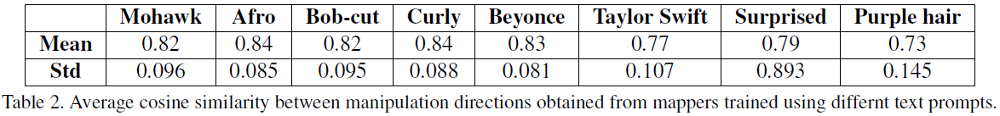 Mohawk Afro Bob-cut Curly Beyonce Taylor Swift Surprised Purple hair
Mean 0.82 0.84 0.82 0.84 0.83 0.77 0.79 0.73
Std 0.096 0.085 0.095 0.088 0.081 0.107 0.893 0.145
Table 2. Average cosine similarity between manipulation directions obtained from mappers trained using differnt text prompts.